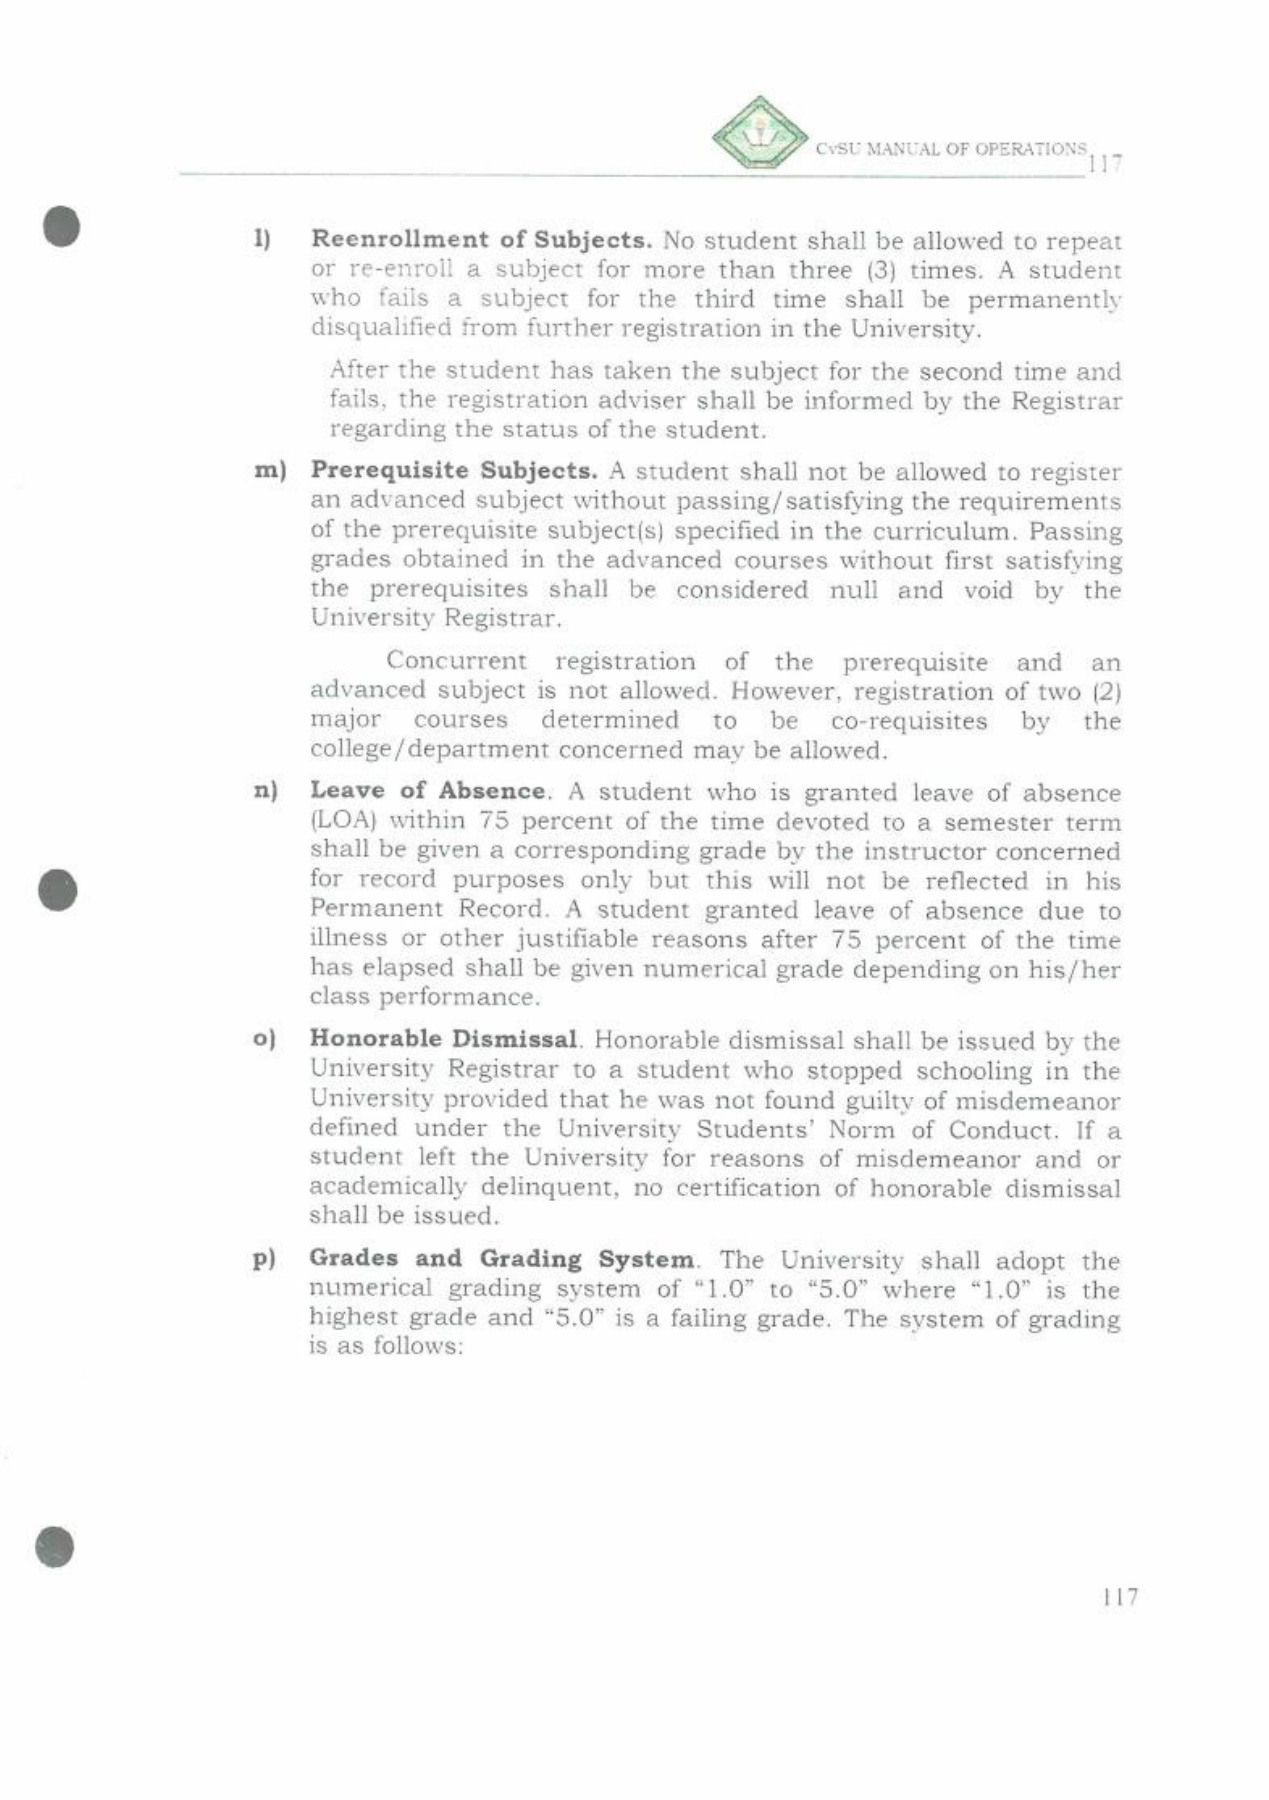 CvSU MANUAL OF OPERATIONS 117
l) Reenrollment of Subjects. No student shall be allowed to repeat
or re-enroll a subject for more than three (3) times. A student
who fails a subject for the third time shall be permanently
disqualified from further registration in the University.
After the student has taken the subject for the second time and
fails, the registration adviser shall be informed by the Registrar
regarding the status of the student.
m) Prerequisite Subjects. A student shall not be allowed to register
an advanced subject without passing/satisfying the requirements
of the prerequisite subject(s) specified in the curriculum. Passing
grades obtained in the advanced courses without first satisfying
the prerequisites shall be considered null and void by the
University Registrar.
Concurrent registration of the prerequisite and an
advanced subject is not allowed. However, registration of two (2)
major courses determined to be co-requisites by the
college/department concerned may be allowed.
n) Leave of Absence. A student who is granted leave of absence
(LOA) within 75 percent of the time devoted to a semester term
shall be given a corresponding grade by the instructor concerned
for record purposes only but this will not be reflected in his
Permanent Record. A student granted leave of absence due to
illness or other justifiable reasons after 75 percent of the time
has elapsed shall be given numerical grade depending on his/her
class performance.
o) Honorable Dismissal. Honorable dismissal shall be issued by the
University Registrar to a student who stopped schooling in the
University provided that he was not found guilty of misdemeanor
defined under the University Students' Norm of Conduct. If a
student left the University for reasons of misdemeanor and or
academically delinquent, no certification of honorable dismissal
shall be issued.
p) Grades and Grading System. The University shall adopt the
numerical grading system of "1.0" to "5.0" where "1.0" is the
highest grade and "5.0" is a failing grade. The system of grading
is as follows:
117